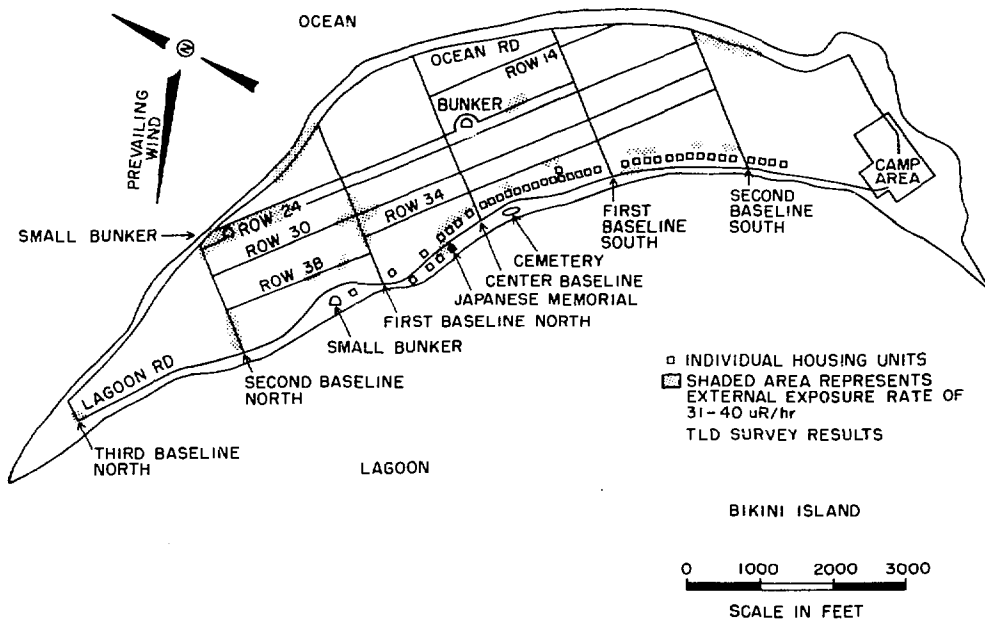 OCEAN
N
PREVAILING
WIND
OCEAN RD
ROW 14
BUNKER
CAMP
AREA
SMALL BUNKER
ROW 24
ROW 30
ROW 34
ROW 38
FIRST
BASELINE
SOUTH
SECOND
BASELINE
SOUTH
CEMETERY
CENTER BASELINE
JAPANESE MEMORIAL
FIRST BASELINE NORTH
SMALL BUNKER
LAGOON RD
SECOND BASELINE
NORTH
THIRD BASELINE
NORTH
LAGOON
INDIVIDUAL HOUSING UNITS
SHADED AREA REPRESENTS
EXTERNAL EXPOSURE RATE OF
31-40 uR/hr
TLD SURVEY RESULTS
BIKINI ISLAND
0 1000 2000 3000
SCALE IN FEET